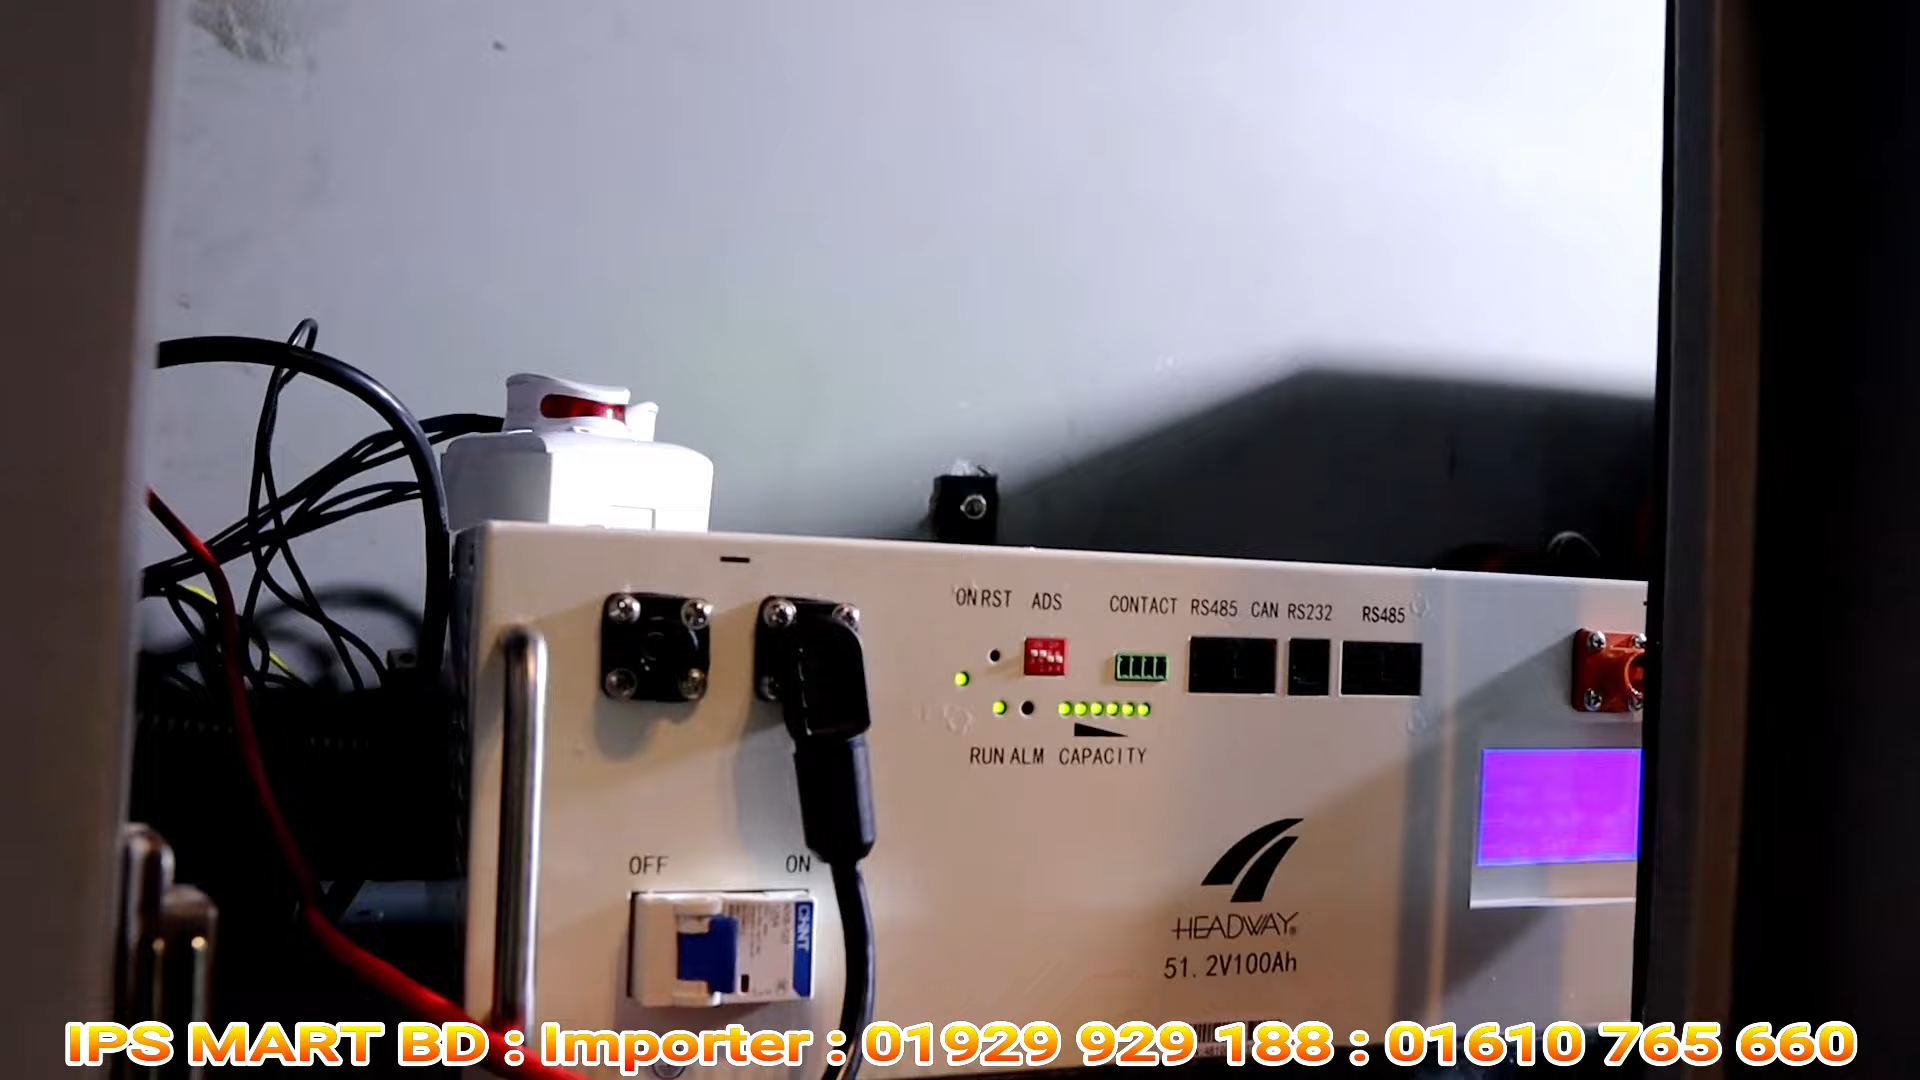 ON RST ADS CONTACT RS485 CAN RS232 RS485
RUN ALM CAPACITY
OFF ON
CHNT
HEADWAY®
51.2V100Ah
IPS MART BD : Importer : 01929 929 188 : 01610 765 660